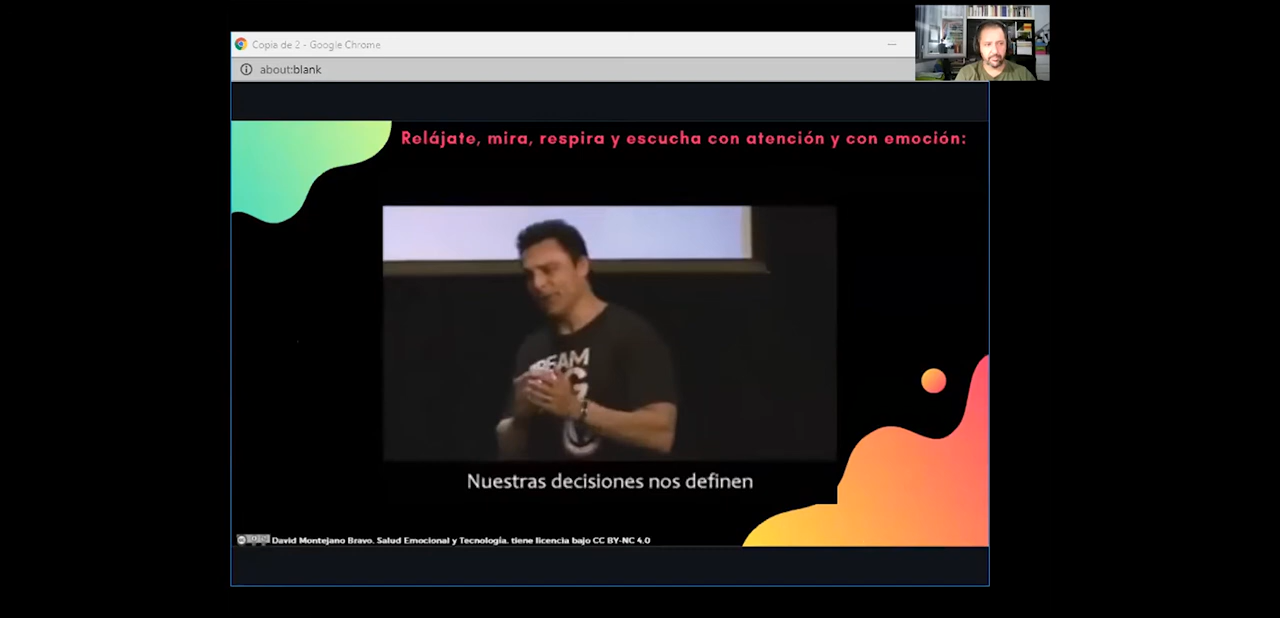 Copia de 2 - Google Chrome
about:blank
Relájate, mira, respira y escucha con atención y con emoción:
Nuestras decisiones nos definen
David Montejano Bravo. Salud Emocional y Tecnología. tiene licencia bajo CC BY-NC 4.0